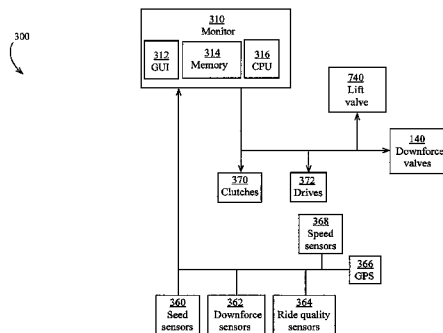 300
310
Monitor
312
GUI
314
Memory
316
CPU
740
Lift
valve
140
Downforce
valves
370
Clutches
372
Drives
368
Speed
sensors
366
GPS
360
Seed
sensors
362
Downforce
sensors
364
Ride quality
sensors